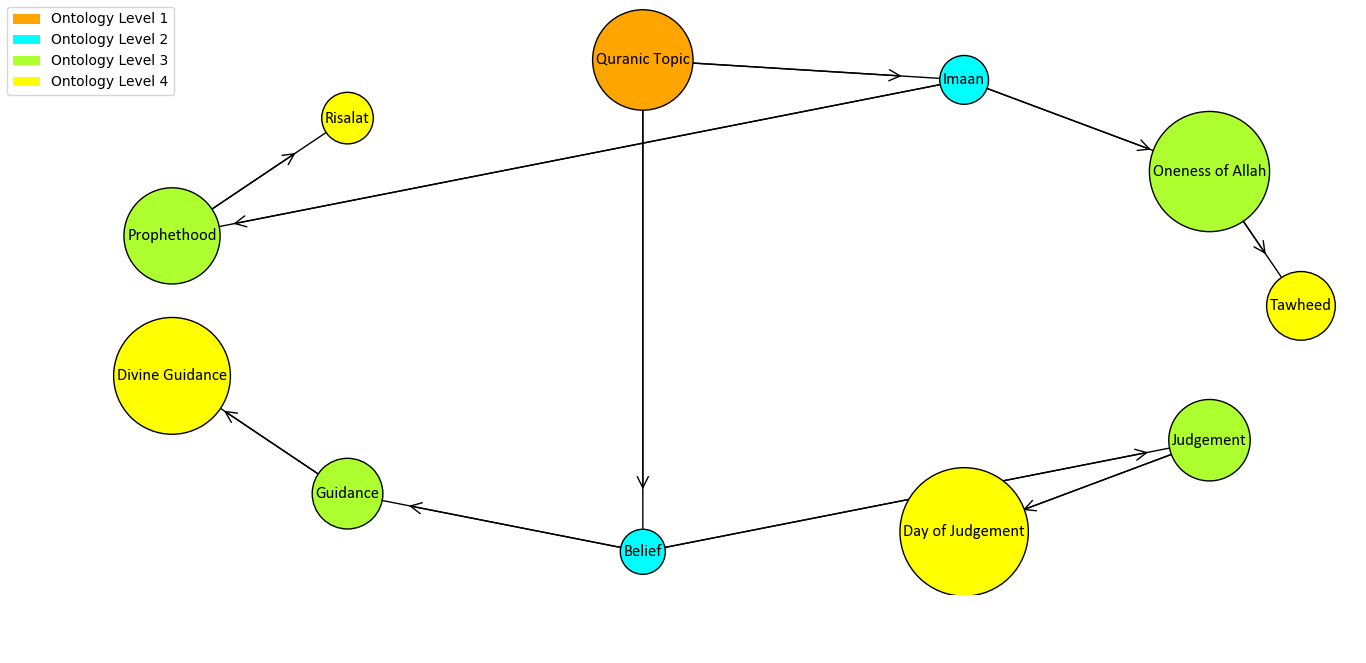 Ontology Level 1
Ontology Level 2
Ontology Level 3
Ontology Level 4
Quranic Topic
Imaan
Risalat
Oneness of Allah
Prophethood
Tawheed
Divine Guidance
Judgement
Guidance
Day of Judgement
Belief